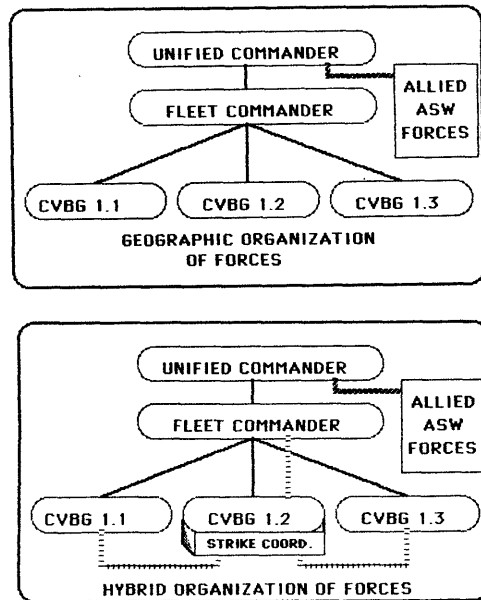 UNIFIED COMMANDER
ALLIED
ASW
FORCES
FLEET COMMANDER
CVBG 1.1
CVBG 1.2
CVBG 1.3
GEOGRAPHIC ORGANIZATION
OF FORCES
UNIFIED COMMANDER
ALLIED
ASW
FORCES
FLEET COMMANDER
CVBG 1.1
CVBG 1.2
CVBG 1.3
STRIKE COORD.
HYBRID ORGANIZATION OF FORCES